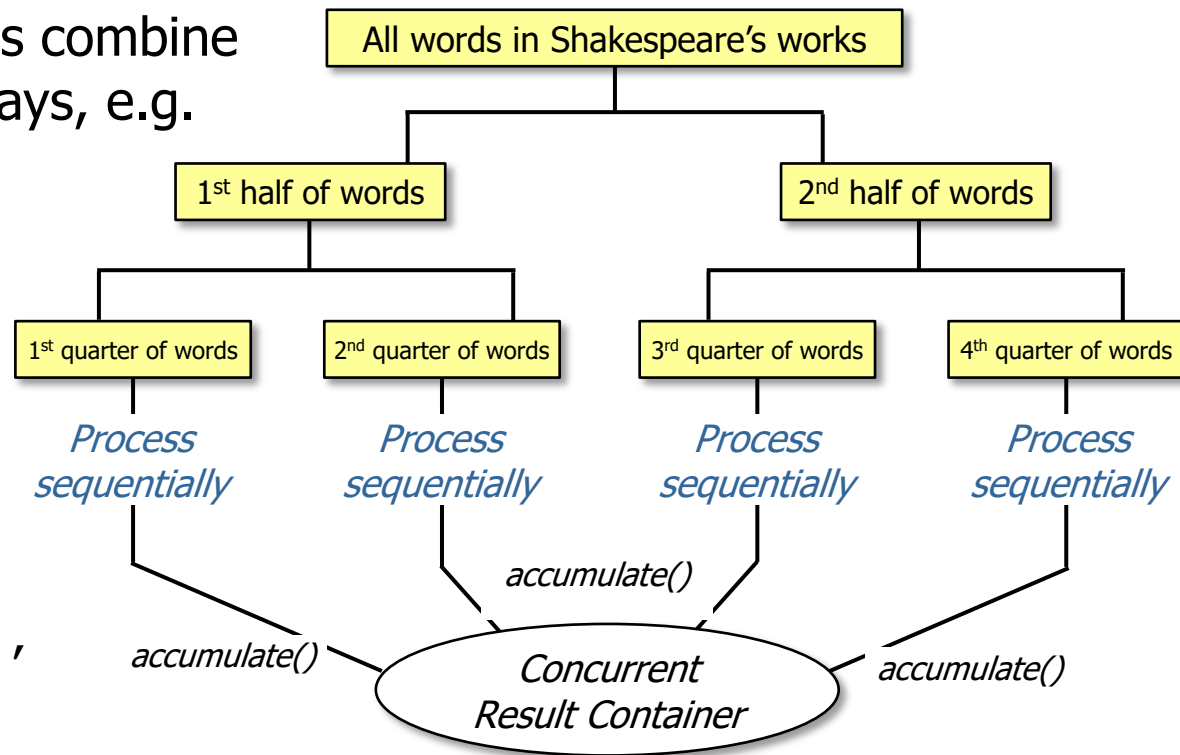 s combine
ays, e.g.
All words in Shakespeare’s works
1st half of words
2nd half of words
1st quarter of words
2nd quarter of words
3rd quarter of words
4th quarter of words
Process
sequentially
Process
sequentially
Process
sequentially
Process
sequentially
accumulate()
,
accumulate()
accumulate()
Concurrent
Result Container